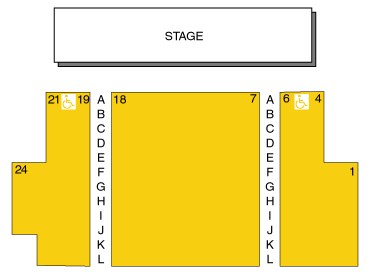 STAGE
21 19 A 18 7 A 6 4
B B
C C
D D
E E
24 F F 1
G G
H H
I I
J J
K K
L L